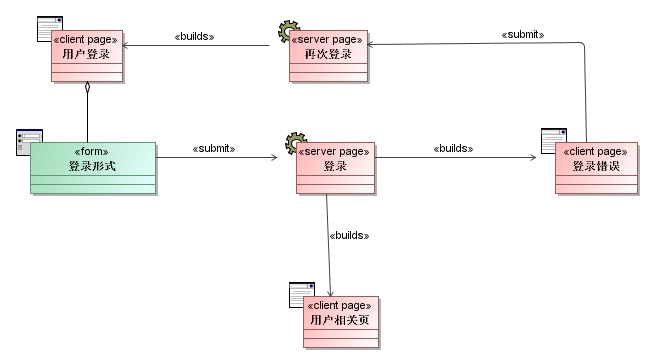 «client page»
用户登录
«builds»
«server page»
再次登录
«submit»
«form»
登录形式
«submit»
«server page»
登录
«builds»
«client page»
登录错误
«builds»
«client page»
用户相关页